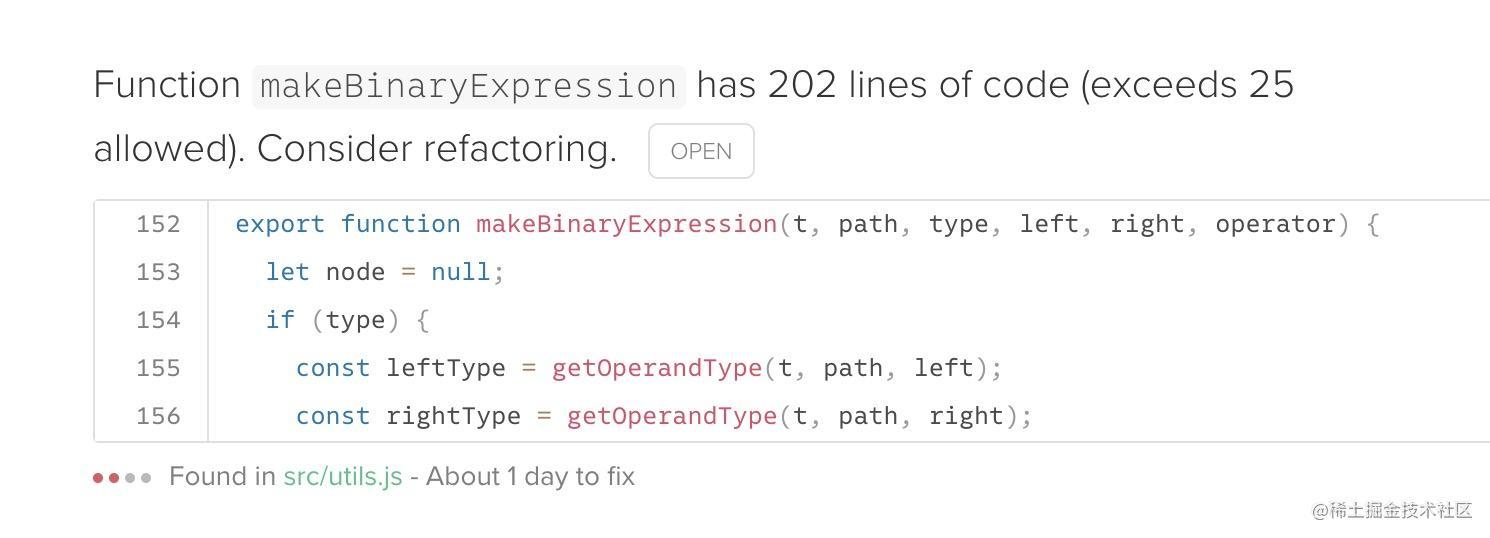 Function makeBinaryExpression has 202 lines of code (exceeds 25
allowed). Consider refactoring. OPEN
152 export function makeBinaryExpression(t, path, type, left, right, operator) {
153 let node = null;
154 if (type) {
155 const leftType = getOperandType(t, path, left);
156 const rightType = getOperandType(t, path, right);
Found in src/utils.js - About 1 day to fix
@稀土掘金技术社区